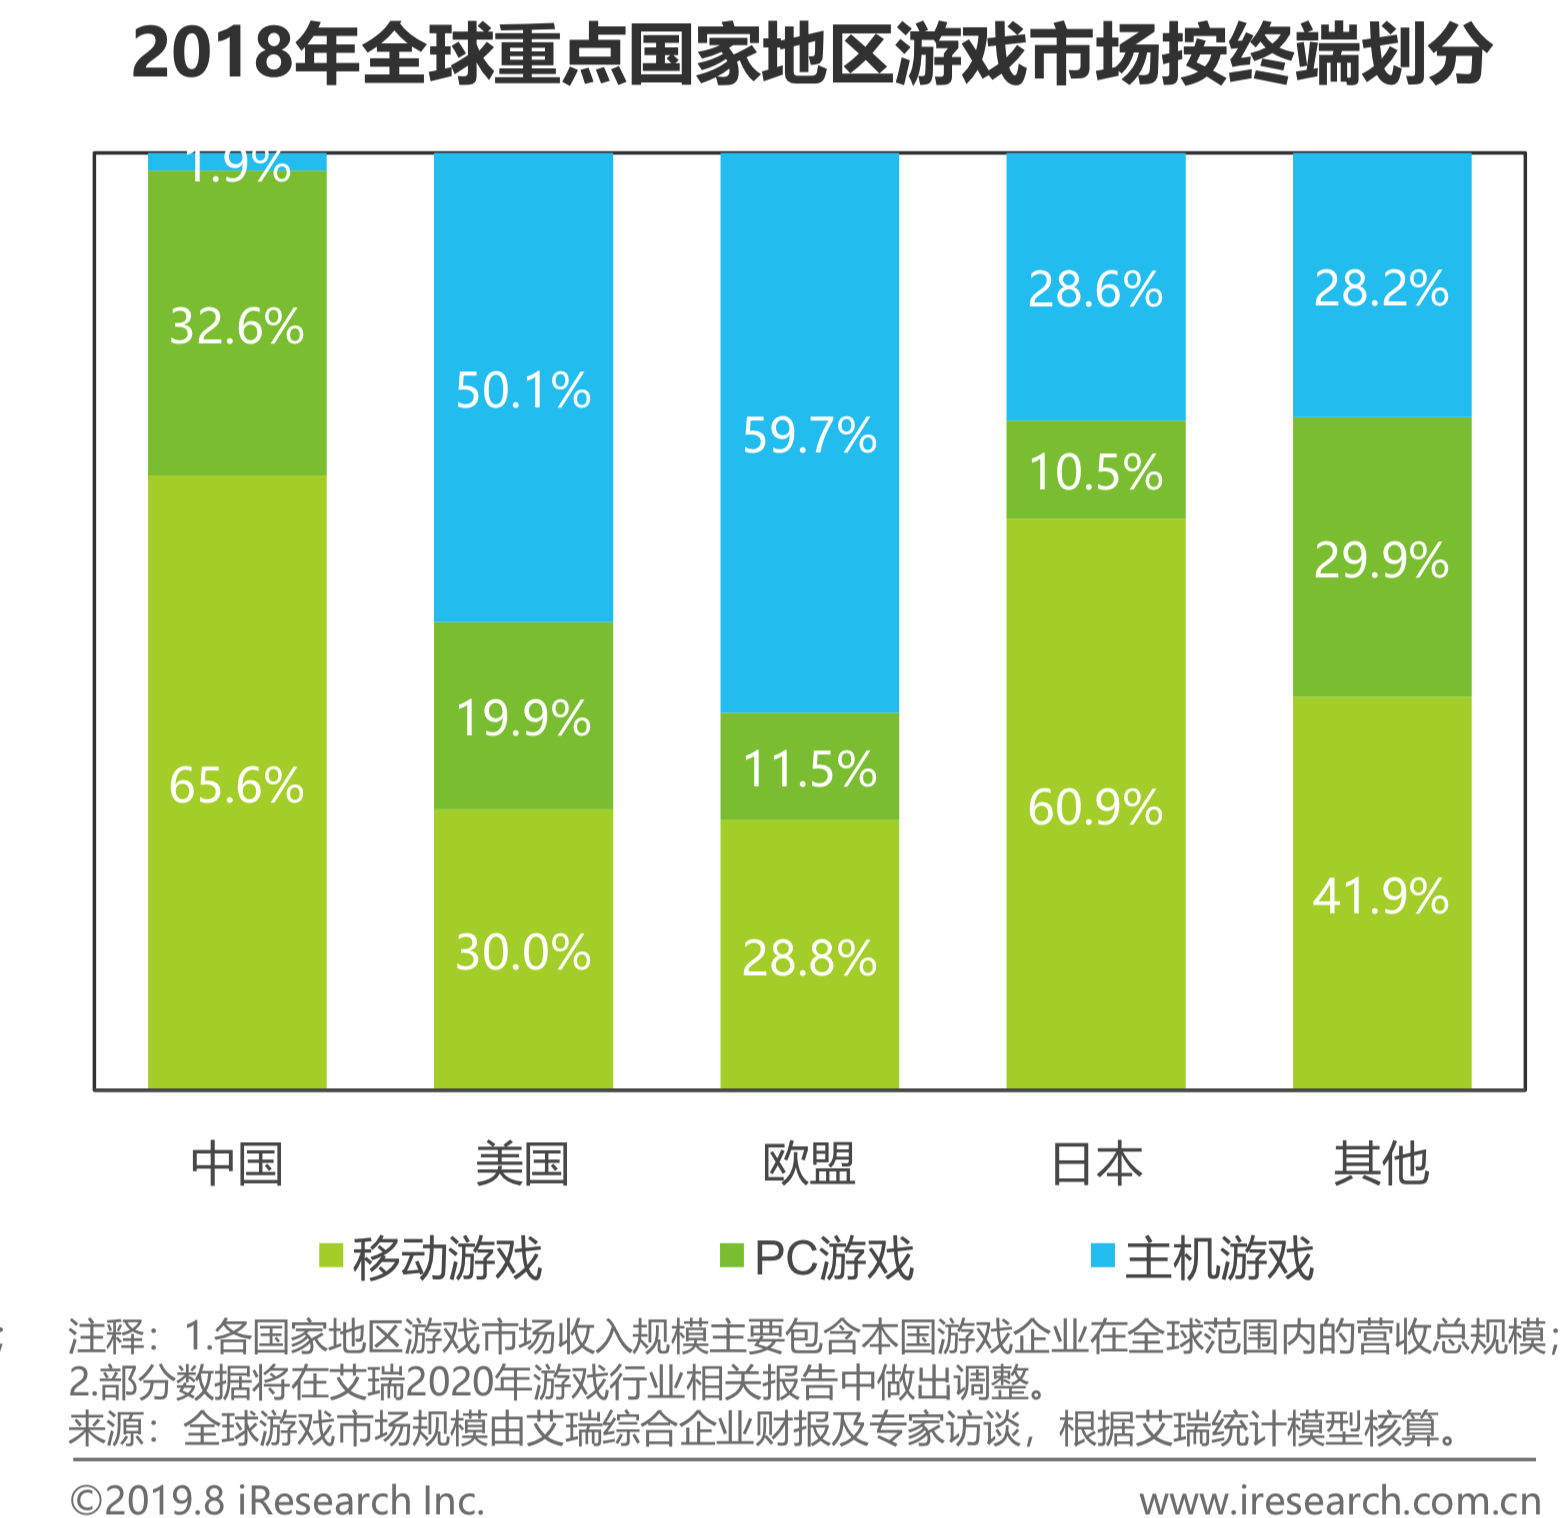 2018年全球重点国家地区游戏市场按终端划分
1.9% 50.1% 59.7% 28.6% 28.2%
32.6% 19.9% 11.5% 10.5% 29.9%
65.6% 30.0% 28.8% 60.9% 41.9%
中国 美国 欧盟 日本 其他
移动游戏 PC游戏 主机游戏
; 注释：1.各国家地区游戏市场收入规模主要包含本国游戏企业在全球范围内的营收总规模；
2.部分数据将在艾瑞2020年游戏行业相关报告中做出调整。
来源：全球游戏市场规模由艾瑞综合企业财报及专家访谈，根据艾瑞统计模型核算。
©2019.8 iResearch Inc. www.iresearch.com.cn